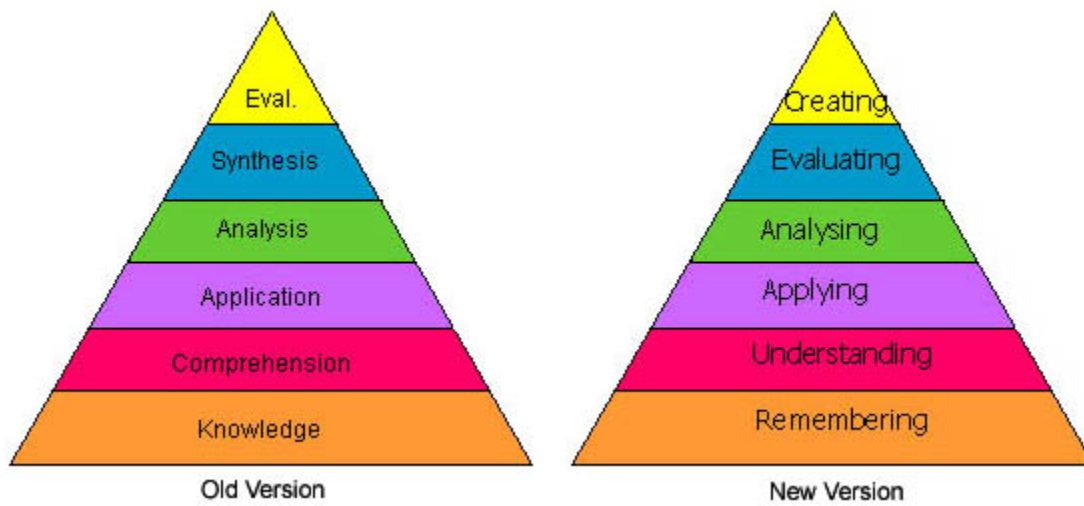 Eval.
Synthesis
Analysis
Application
Comprehension
Knowledge
Old Version
Creating
Evaluating
Analysing
Applying
Understanding
Remembering
New Version